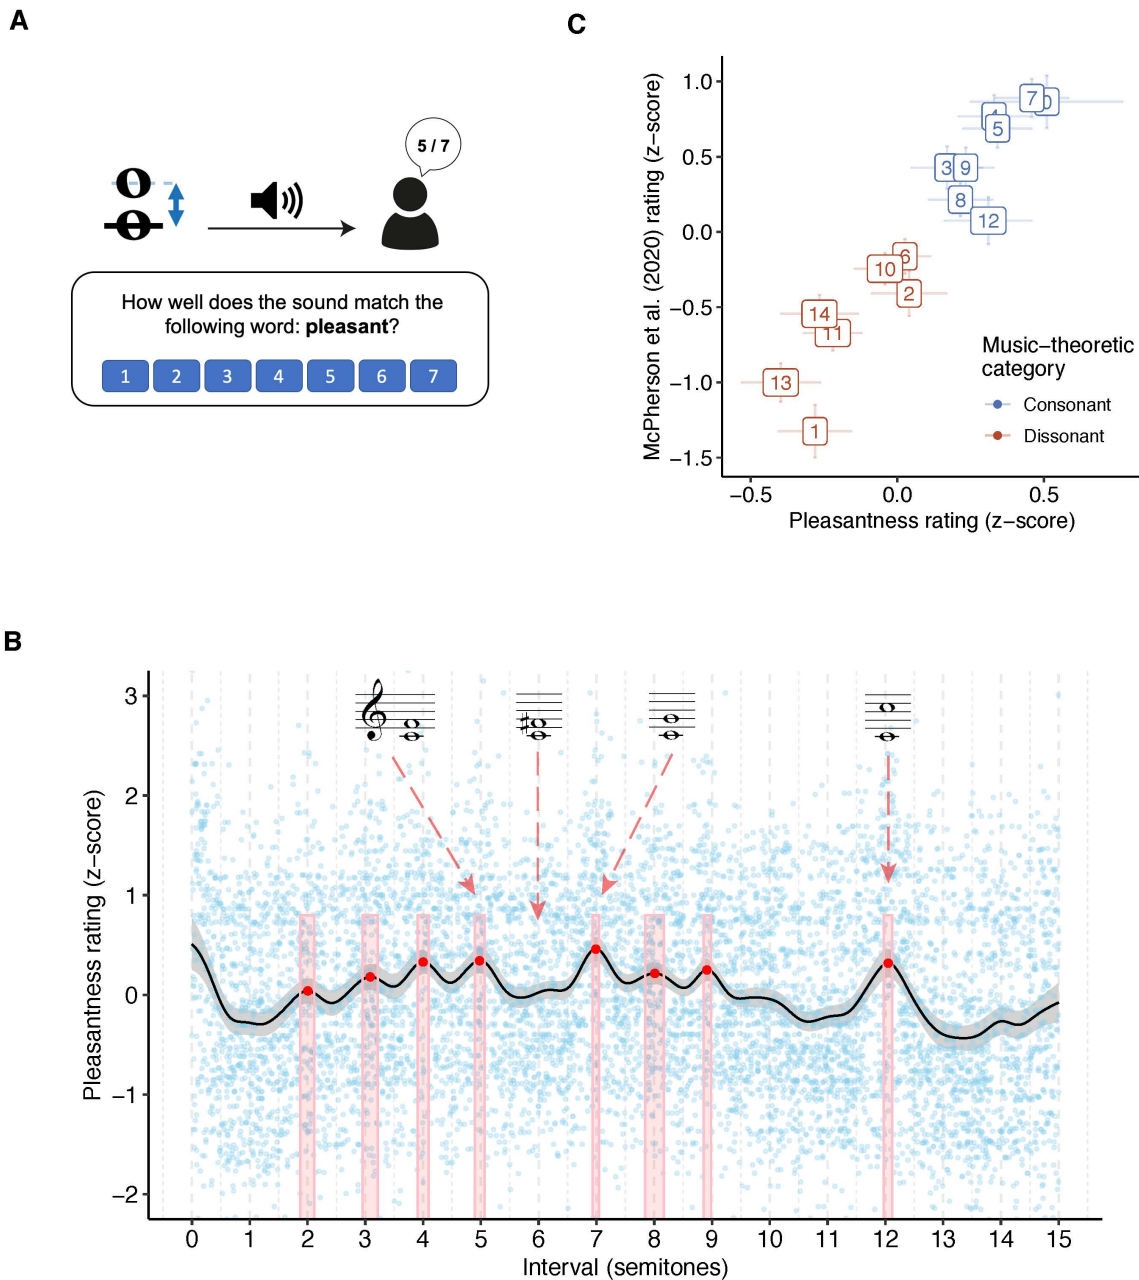 A
5 / 7
How well does the sound match the
following word: pleasant?
1 2 3 4 5 6 7
C
McPherson et al. (2020) rating (z−score)
1.0
0.5
0.0
−0.5
−1.0
−1.5
7 0
4
5
3 9
8
12
6
10
2
14
11
13
1
Music−theoretic
category
Consonant
Dissonant
−0.5 0.0 0.5
Pleasantness rating (z−score)
B
Pleasantness rating (z−score)
3
2
1
0
−1
−2
0 1 2 3 4 5 6 7 8 9 10 11 12 13 14 15
Interval (semitones)